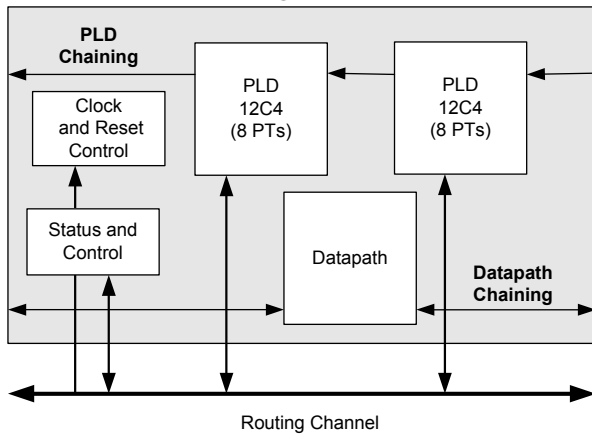 PLD
Chaining
PLD
12C4
(8 PTs)
PLD
12C4
(8 PTs)
Clock
and Reset
Control
Status and
Control
Datapath
Datapath
Chaining
Routing Channel